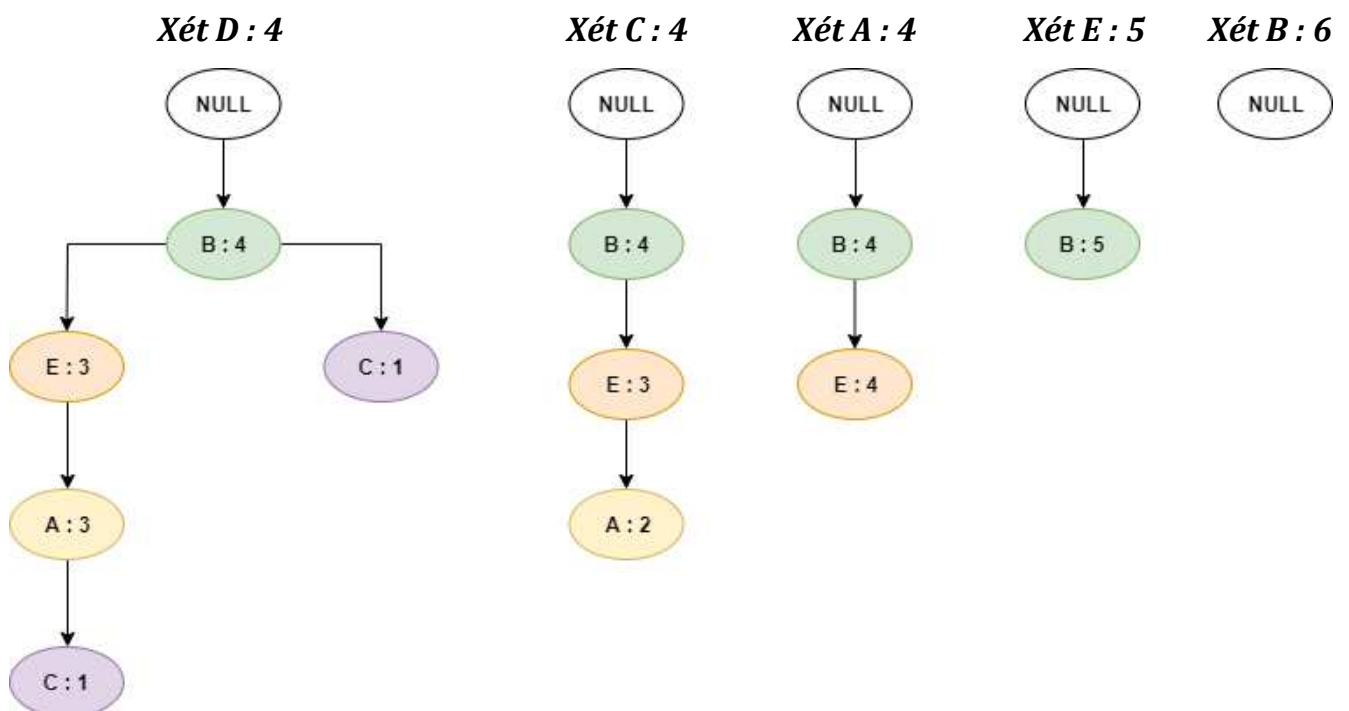 Xét D : 4 Xét C : 4 Xét A : 4 Xét E : 5 Xét B : 6
NULL NULL NULL NULL NULL
B : 4 B : 4 B : 4 B : 5
E : 3 C : 1 E : 3 E : 4
A : 3 A : 2
C : 1